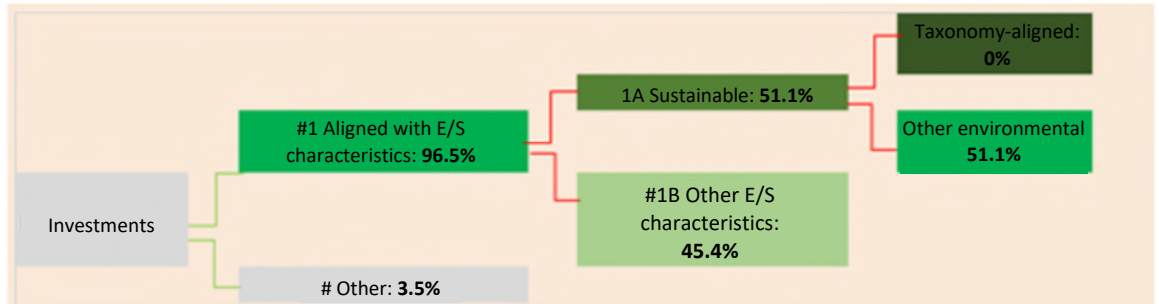 Taxonomy-aligned:
0%
1A Sustainable: 51.1%
#1 Aligned with E/S
characteristics: 96.5%
Other environmental
51.1%
#1B Other E/S
characteristics:
45.4%
Investments
# Other: 3.5%